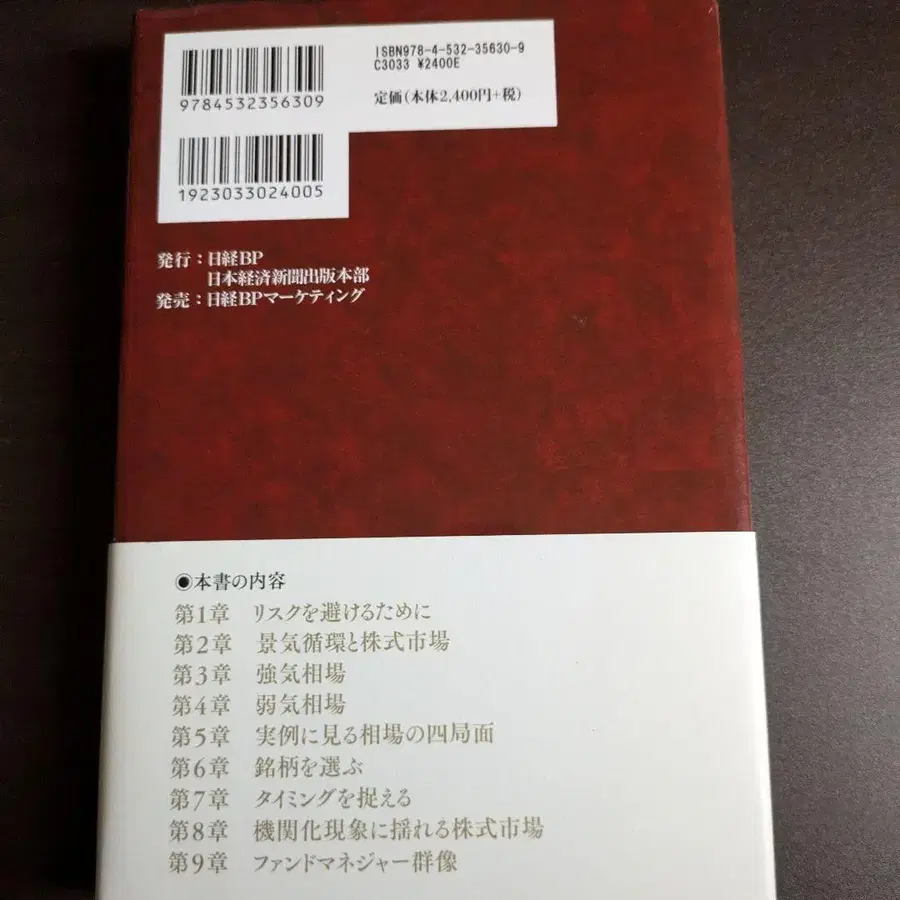 ISBN978-4-532-35630-9
C3033 ¥2400E
定価(本体2,400円+税)
9784532356309
1923033024005
発行：日経BP
日本経済新聞出版本部
発売：日経BPマーケティング
◉本書の内容
第1章 リスクを避けるために
第2章 景気循環と株式市場
第3章 強気相場
第4章 弱気相場
第5章 実例に見る相場の四局面
第6章 銘柄を選ぶ
第7章 タイミングを捉える
第8章 機関化現象に揺れる株式市場
第9章 ファンドマネジャー群像